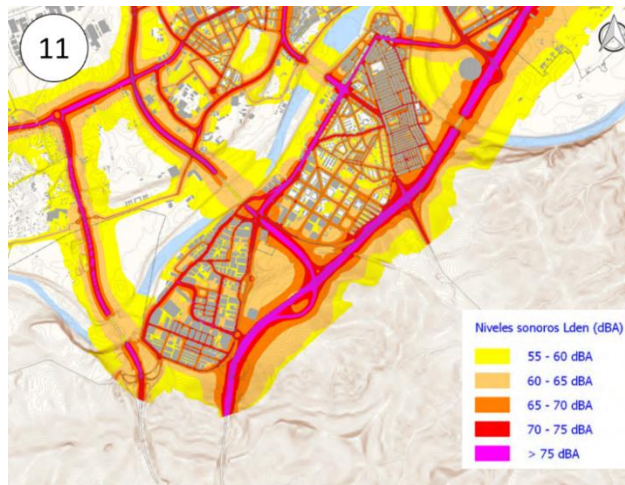 11
Niveles sonoros Lden (dBA)
55 - 60 dBA
60 - 65 dBA
65 - 70 dBA
70 - 75 dBA
> 75 dBA